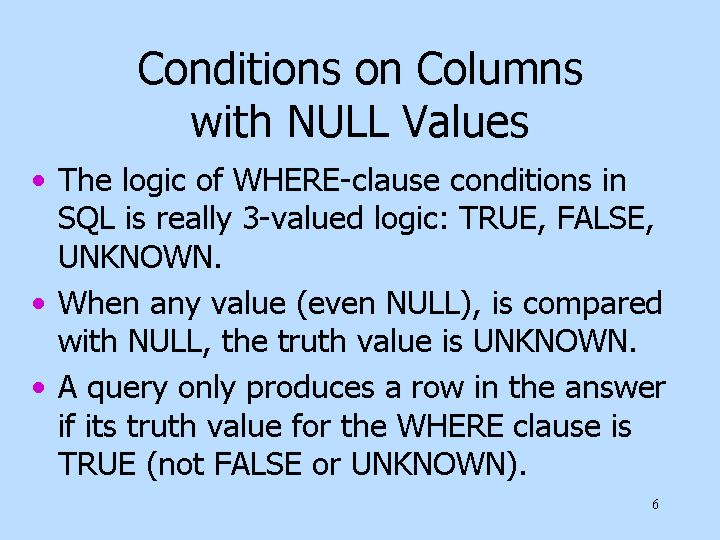 Conditions on Columns
with NULL Values
• The logic of WHERE-clause conditions in
SQL is really 3-valued logic: TRUE, FALSE,
UNKNOWN.
• When any value (even NULL), is compared
with NULL, the truth value is UNKNOWN.
• A query only produces a row in the answer
if its truth value for the WHERE clause is
TRUE (not FALSE or UNKNOWN).
6